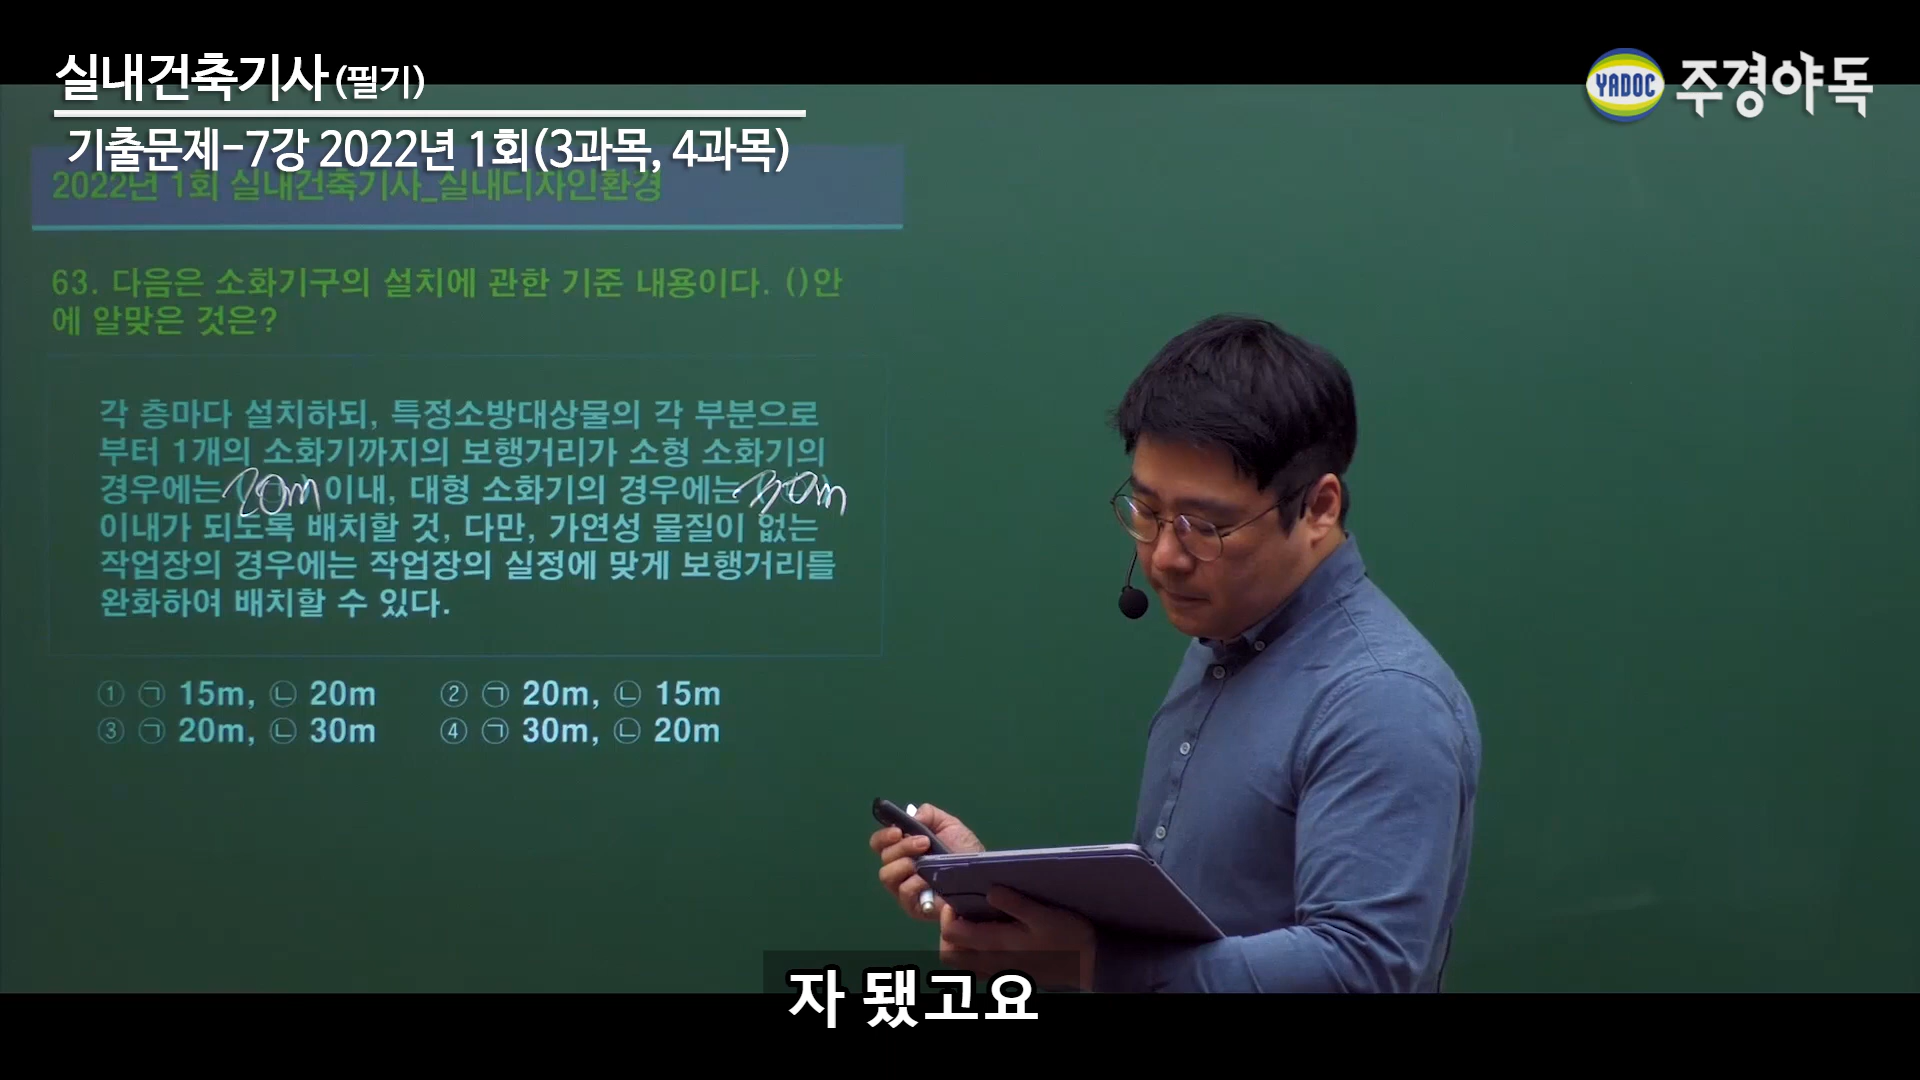 실내건축기사(필기)
기출문제-7강 2022년 1회(3과목, 4과목)
YADOC 주경야독
2022년 1회 실내건축기사_실내디자인환경
63. 다음은 소화기구의 설치에 관한 기준 내용이다. ()안
에 알맞은 것은?
각 층마다 설치하되, 특정소방대상물의 각 부분으로
부터 1개의 소화기까지의 보행거리가 소형 소화기의
경우에는 20m 이내, 대형 소화기의 경우에는 30m
이내가 되도록 배치할 것, 다만, 가연성 물질이 없는
작업장의 경우에는 작업장의 실정에 맞게 보행거리를
완화하여 배치할 수 있다.
① ㉠ 15m, ㉡ 20m ② ㉠ 20m, ㉡ 15m
③ ㉠ 20m, ㉡ 30m ④ ㉠ 30m, ㉡ 20m
자 됐고요